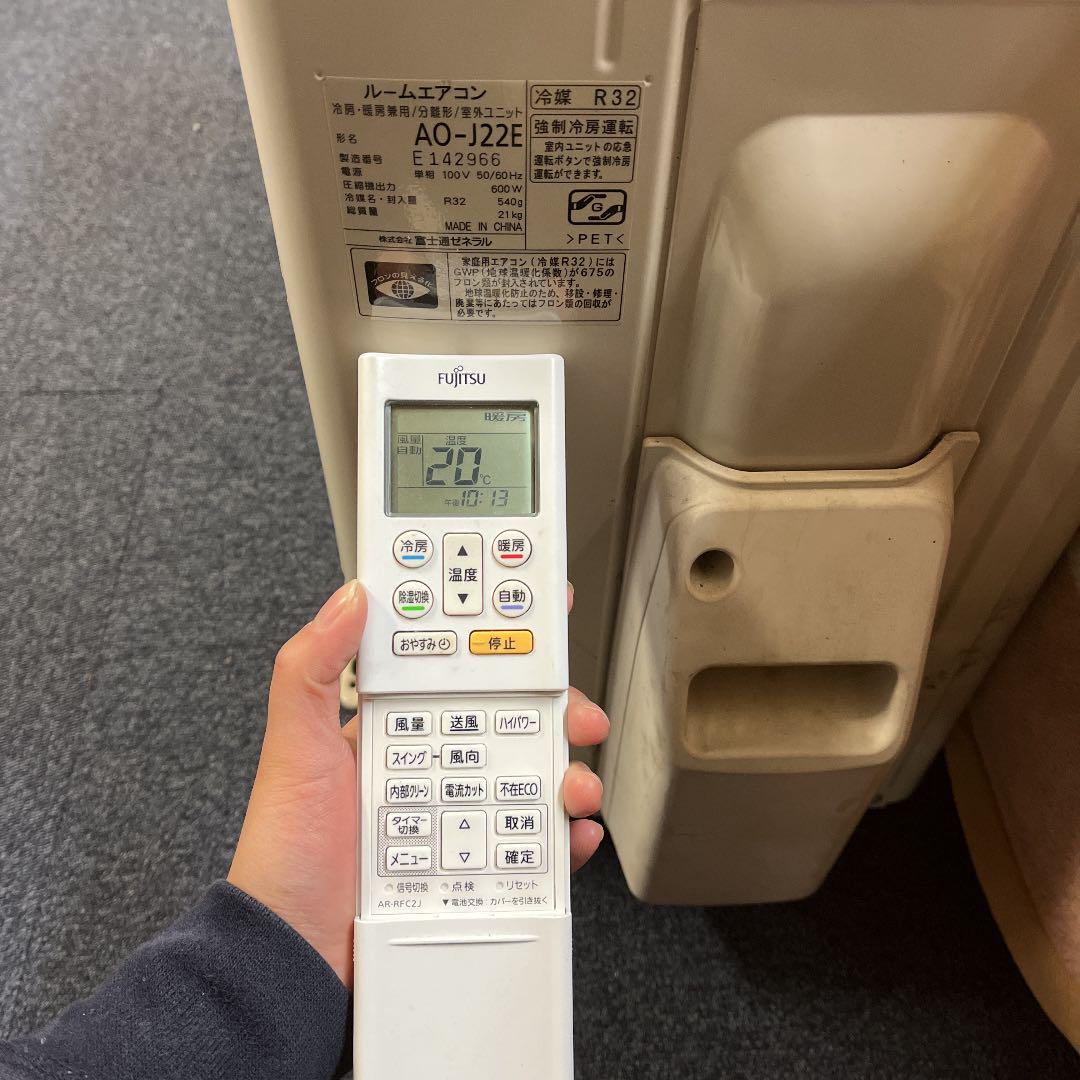 ルームエアコン
冷房・暖房兼用/分離形/室外ユニット
形名 AO-J22E
製造番号 E142966
電源 単相 100V 50/60Hz
圧縮機出力 600W
冷媒名・封入量 R32 540g
総質量 21kg
MADE IN CHINA
株式会社 富士通ゼネラル
冷媒 R32
強制冷房運転
室内ユニットの応急
運転ボタンで強制冷房
運転ができます。
G
>PET<
フロンの見える化
家庭用エアコン(冷媒R32)には
GWP(地球温暖化係数)が675の
フロン類が封入されています。
地球温暖化防止のため、移設・修理・
廃棄等にあたってはフロン類の回収が
必要です。
FUJITSU
暖房
風量 温度
自動 20℃
午後10:13
冷房 ▲ 暖房
温度
除湿切換 ▼ 自動
おやすみ 停止
風量 送風 ハイパワー
スイング 風向
内部クリーン 電流カット 不在ECO
タイマー切換 △ 取消
メニュー ▽ 確定
信号切換 点検 リセット
AR-RFC2J ▼電池交換:カバーを引き抜く